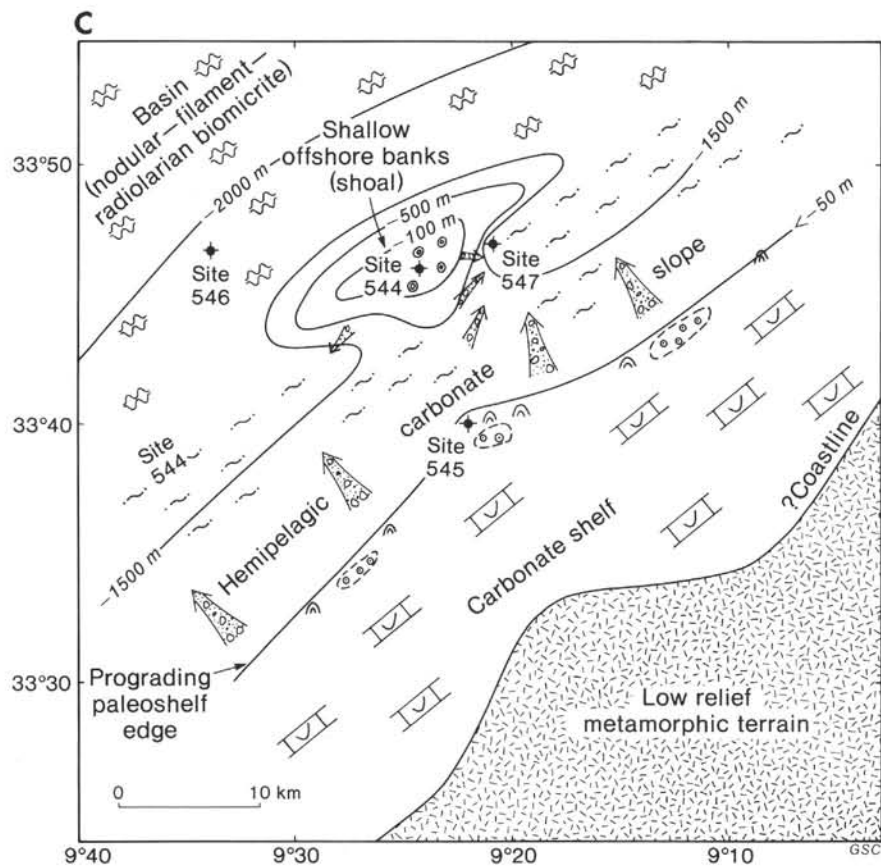 C
Basin
(nodular—filament—
radiolarian biomicrite)
−2000 m
Shallow
offshore banks
(shoal)
−500 m
−100 m
−1500 m
<−50 m
33°50'
Site
546
Site
544
Site
547
slope
carbonate
33°40'
Site
544
Site
545
?Coastline
Hemipelagic
−1500 m
Carbonate shelf
33°30'
Prograding
paleoshelf
edge
Low relief
metamorphic terrain
0
10 km
9°40'
9°30'
9°20'
9°10'
GSC